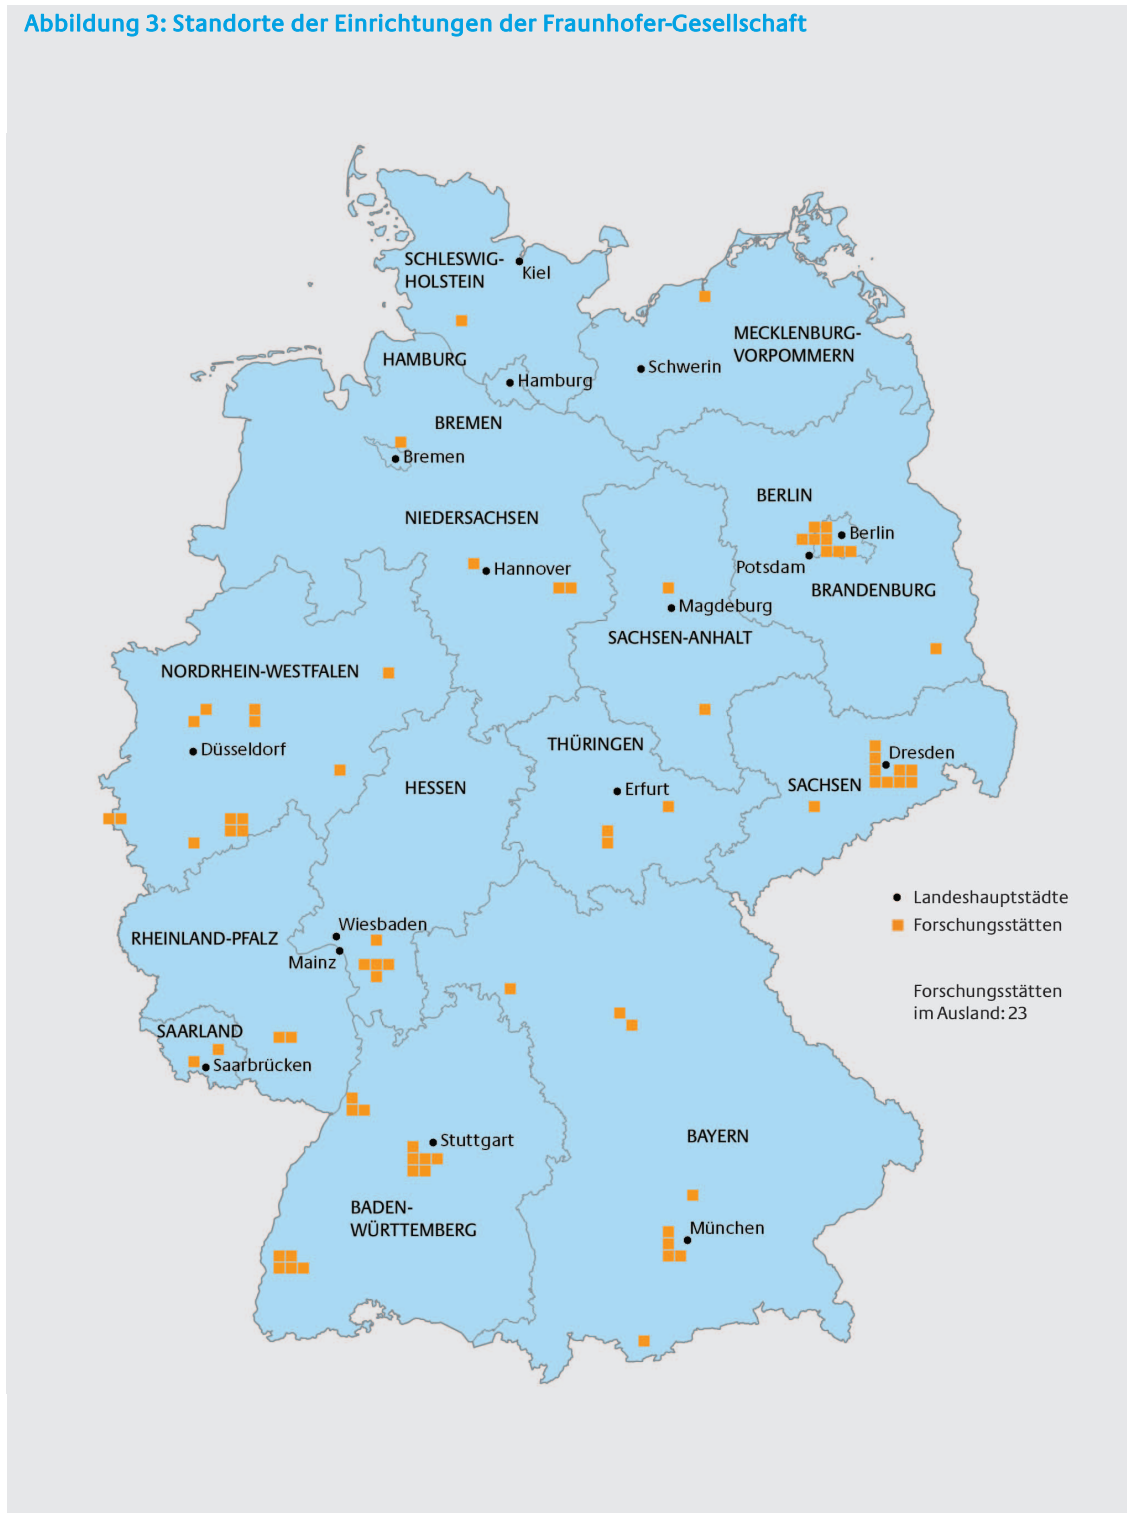 Abbildung 3: Standorte der Einrichtungen der Fraunhofer-Gesellschaft
SCHLESWIG-
HOLSTEIN
Kiel
MECKLENBURG-
VORPOMMERN
HAMBURG
Schwerin
Hamburg
BREMEN
Bremen
BERLIN
NIEDERSACHSEN
Berlin
Hannover
Potsdam
BRANDENBURG
Magdeburg
SACHSEN-ANHALT
NORDRHEIN-WESTFALEN
Düsseldorf
THÜRINGEN
Dresden
HESSEN
Erfurt
SACHSEN
Landeshauptstädte
Forschungsstätten
Wiesbaden
RHEINLAND-PFALZ
Mainz
Forschungsstätten
im Ausland: 23
SAARLAND
Saarbrücken
Stuttgart
BAYERN
BADEN-
WÜRTTEMBERG
München